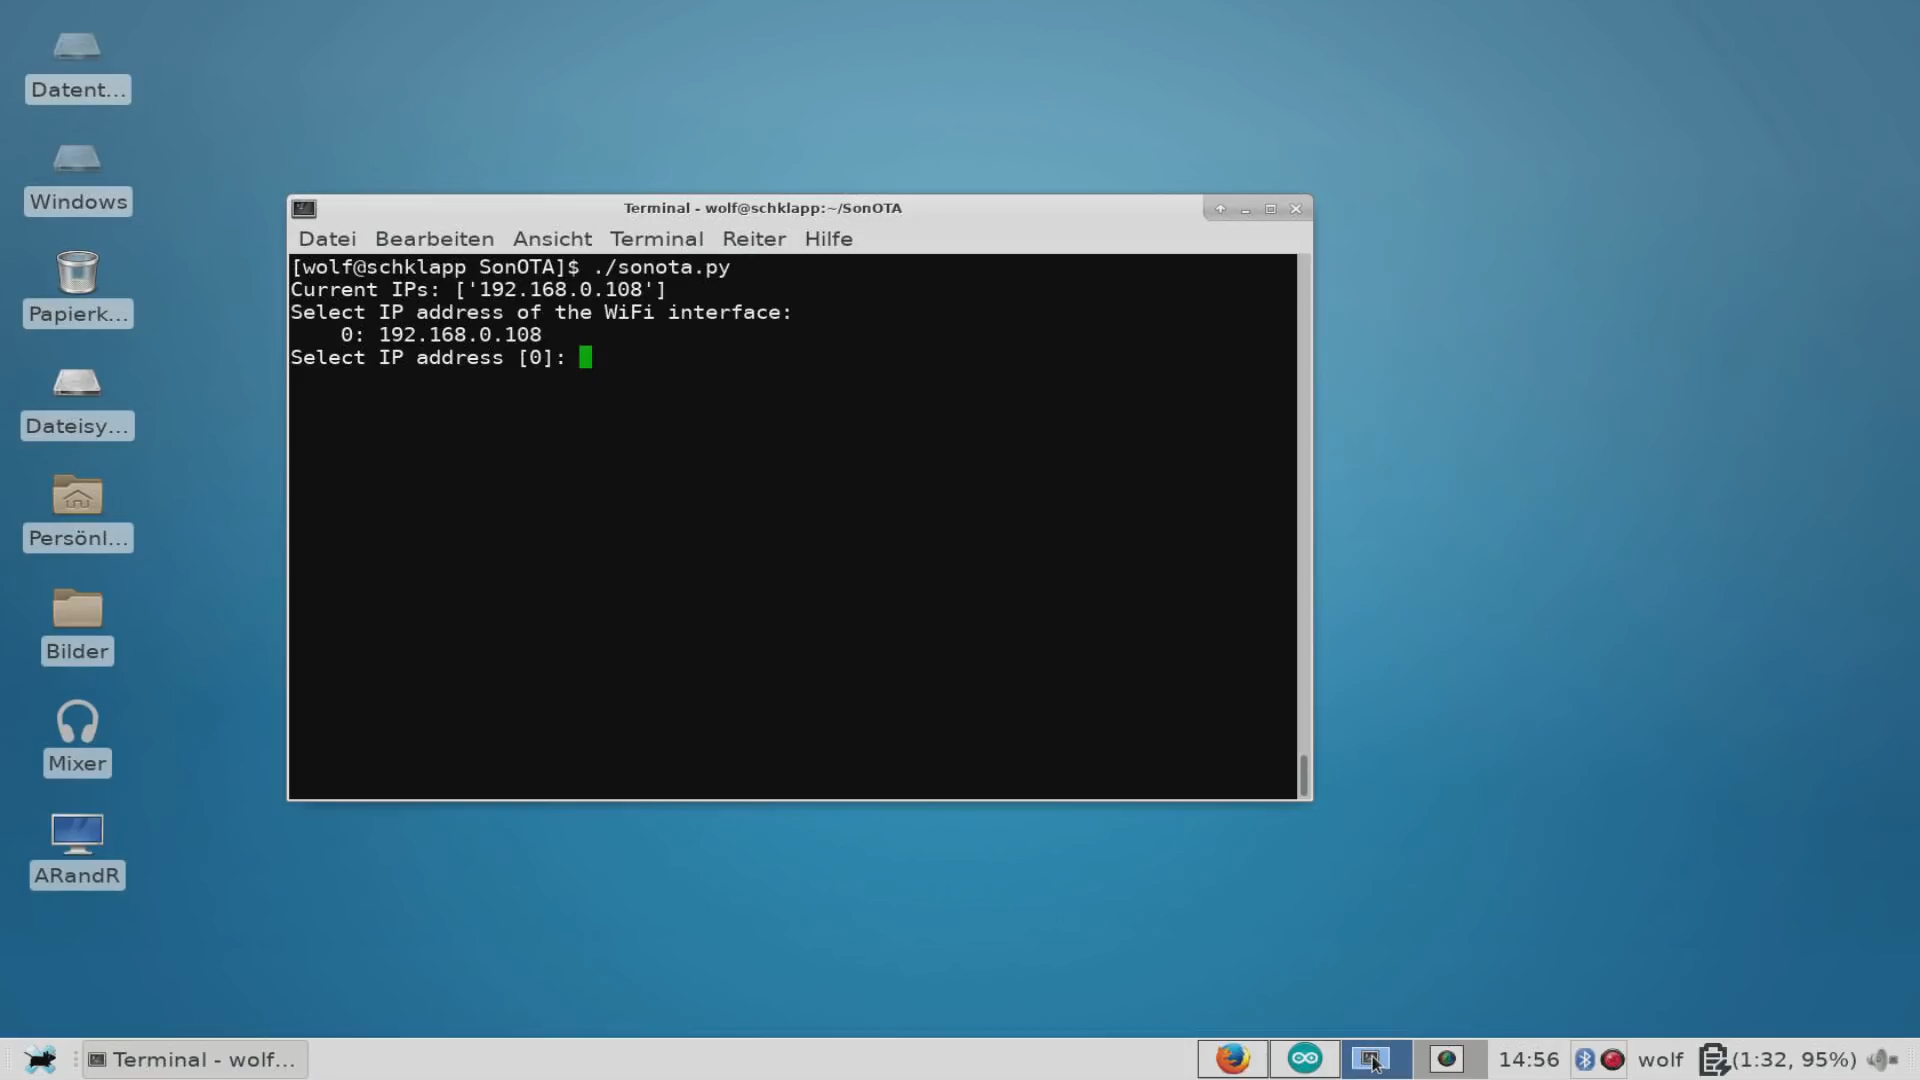 Datent...
Windows
Papierk...
Dateisy...
Persönl...
Bilder
Mixer
ARandR
Terminal - wolf@schklapp:~/SonOTA
Datei Bearbeiten Ansicht Terminal Reiter Hilfe
[wolf@schklapp SonOTA]$ ./sonota.py
Current IPs: ['192.168.0.108']
Select IP address of the WiFi interface:
0: 192.168.0.108
Select IP address [0]:
Terminal - wolf... 14:56 wolf (1:32, 95%)